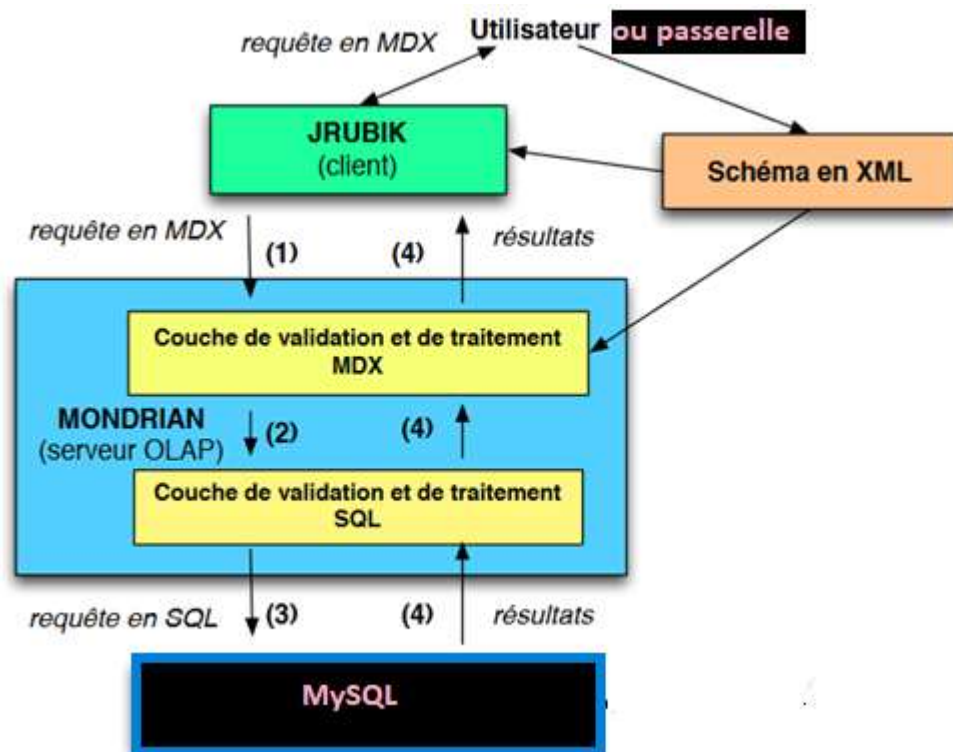 Utilisateur ou passerelle
requête en MDX
JRUBIK
(client)
Schéma en XML
requête en MDX
(1)
(4)
résultats
Couche de validation et de traitement
MDX
MONDRIAN
(serveur OLAP)
(2)
(4)
Couche de validation et de traitement
SQL
requête en SQL
(3)
(4)
résultats
MySQL